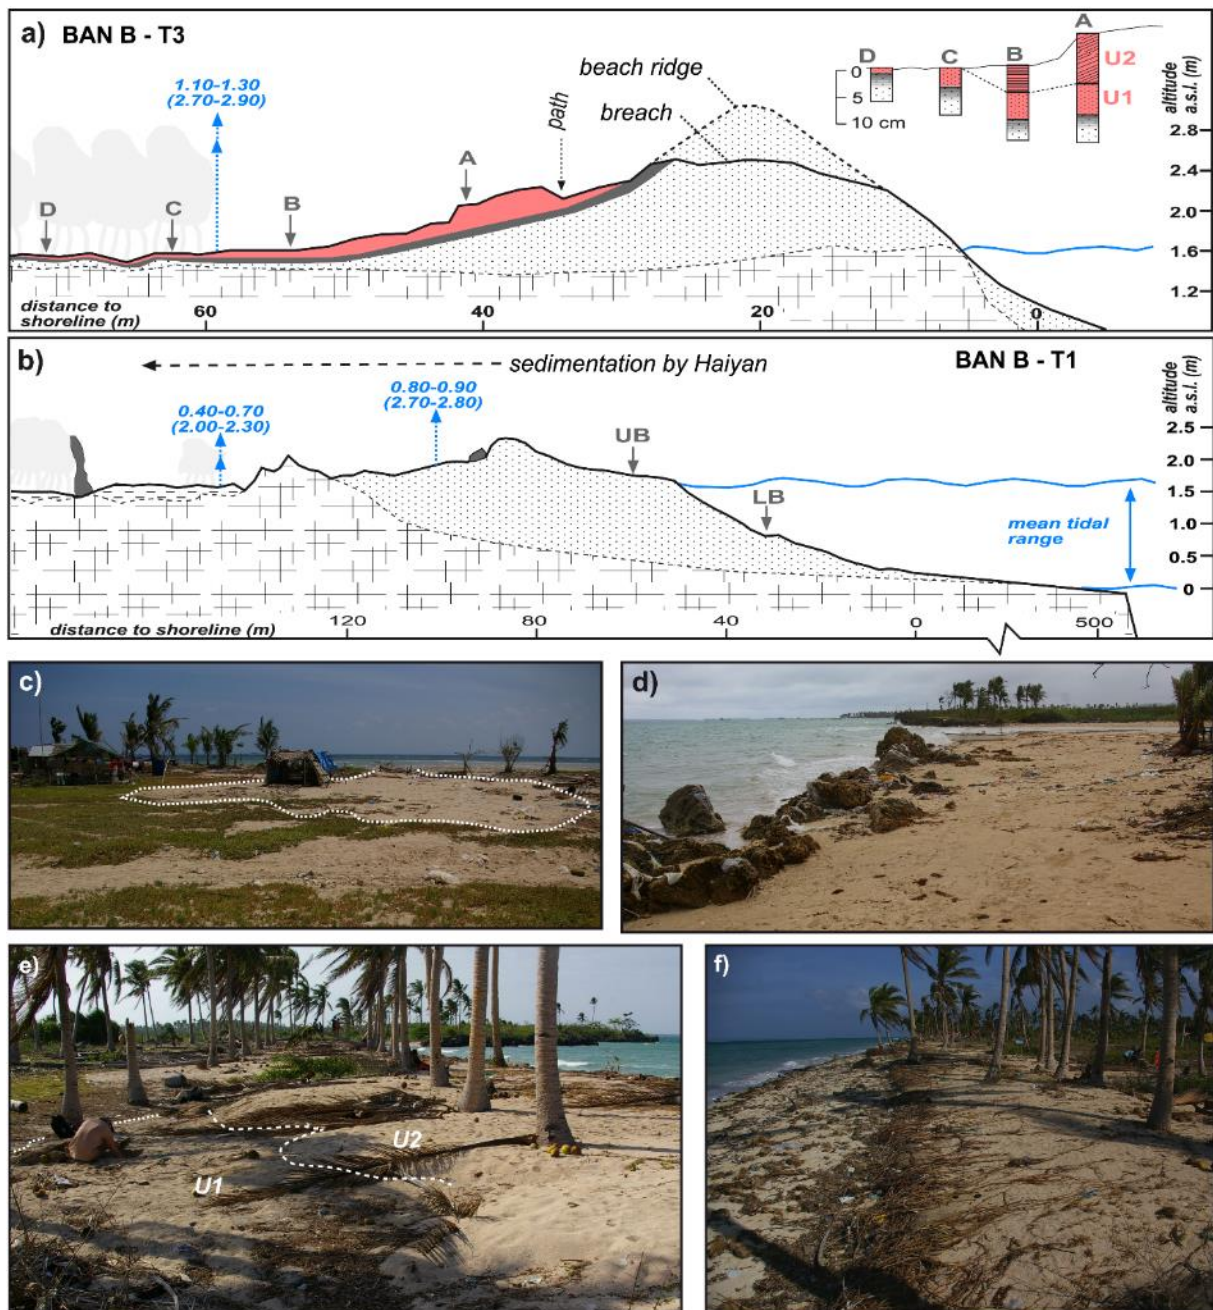 a) BAN B - T3
1.10-1.30
(2.70-2.90)
beach ridge
breach
path
D
C
B
A
D
C
B
A
U2
U1
0
5
10 cm
altitude
a.s.l. (m)
2.8
2.4
2.0
1.6
1.2
distance to
shoreline (m)
60
40
20
0
b)
sedimentation by Haiyan
BAN B - T1
0.40-0.70
(2.00-2.30)
0.80-0.90
(2.70-2.80)
UB
LB
mean tidal
range
altitude
a.s.l. (m)
2.5
2.0
1.5
1.0
0.5
0
distance to shoreline (m)
120
80
40
0
500
c)
d)
e)
U2
U1
f)